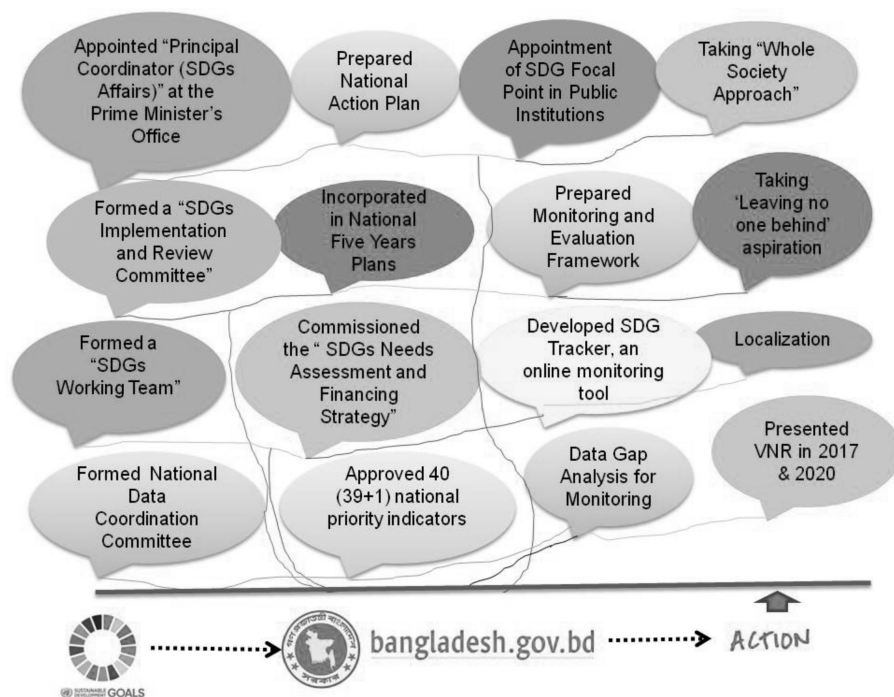 Appointed “Principal
Coordinator (SDGs
Affairs)” at the
Prime Minister’s
Office
Prepared
National
Action Plan
Appointment
of SDG Focal
Point in Public
Institutions
Taking “Whole
Society
Approach”
Formed a “SDGs
Implementation
and Review
Committee”
Incorporated
in National
Five Years
Plans
Prepared
Monitoring and
Evaluation
Framework
Taking
‘Leaving no
one behind’
aspiration
Formed a
“SDGs
Working Team”
Commissioned
the “ SDGs Needs
Assessment and
Financing
Strategy”
Developed SDG
Tracker, an
online monitoring
tool
Localization
Formed National
Data
Coordination
Committee
Approved 40
(39+1) national
priority indicators
Data Gap
Analysis for
Monitoring
Presented
VNR in 2017
& 2020
SUSTAINABLE
DEVELOPMENT GOALS
গণপ্রজাতন্ত্রী বাংলাদেশ
সরকার
bangladesh.gov.bd
ACTION